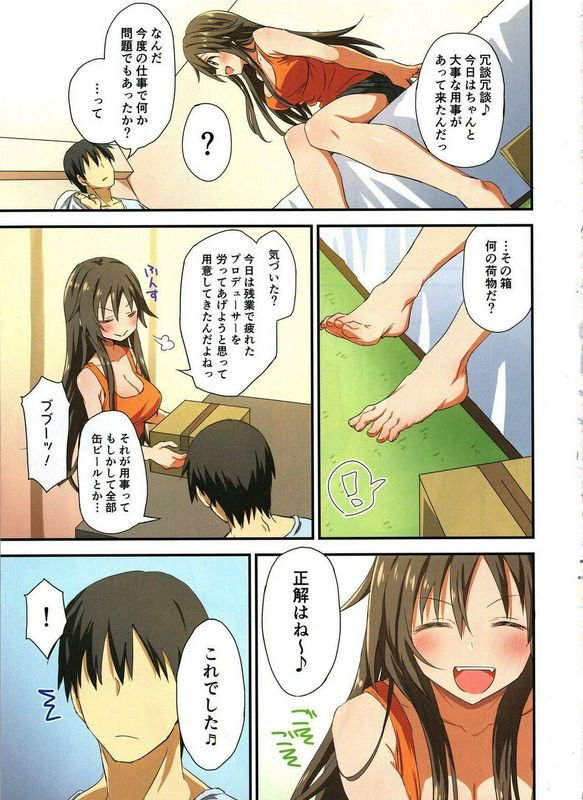 冗談冗談♪
今日はちゃんと
大事な用事が
あって来たんだっ
なんだ
今度の仕事で何か
問題でもあったか?
…って
?
…その箱
何の荷物だ?
!
気づいた?
今日は残業で疲れた
プロデューサーを
労ってあげようと思って
用意してきたんだよねっ
ふんす
それが用事って
もしかして全部
缶ビールとか…
ブブーッ!
正解はね～♪
ごそごそ
これでした♬
!